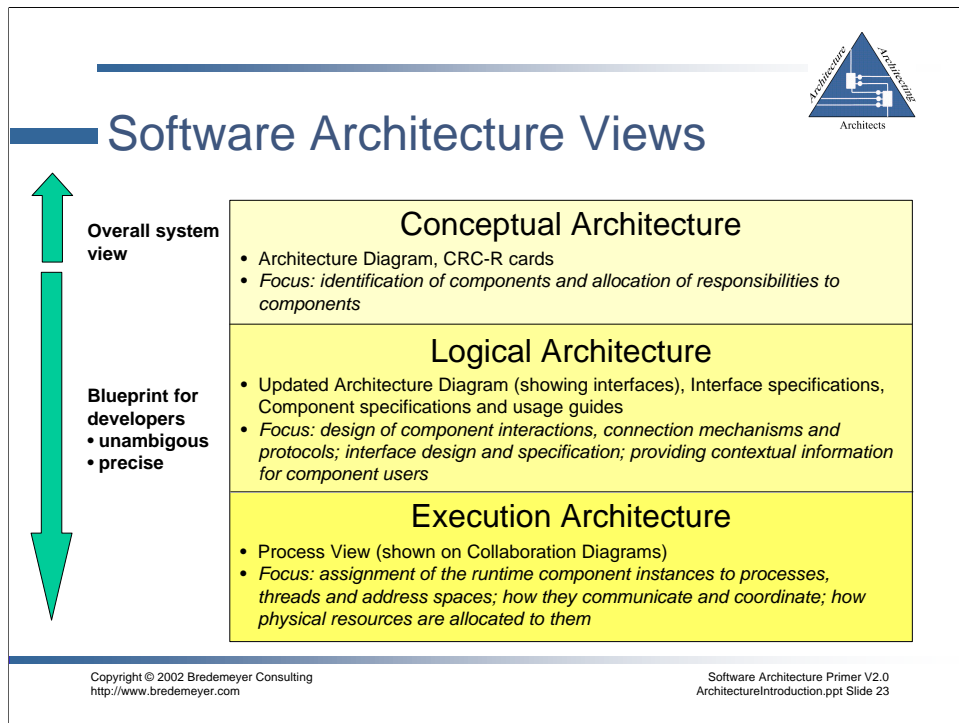 Architecture
Architecting
Architects
Software Architecture Views
Overall system
view
Conceptual Architecture
• Architecture Diagram, CRC-R cards
• Focus: identification of components and allocation of responsibilities to
components
Blueprint for
developers
• unambigous
• precise
Logical Architecture
• Updated Architecture Diagram (showing interfaces), Interface specifications,
Component specifications and usage guides
• Focus: design of component interactions, connection mechanisms and
protocols; interface design and specification; providing contextual information
for component users
Execution Architecture
• Process View (shown on Collaboration Diagrams)
• Focus: assignment of the runtime component instances to processes,
threads and address spaces; how they communicate and coordinate; how
physical resources are allocated to them
Copyright © 2002 Bredemeyer Consulting
http://www.bredemeyer.com
Software Architecture Primer V2.0
ArchitectureIntroduction.ppt Slide 23